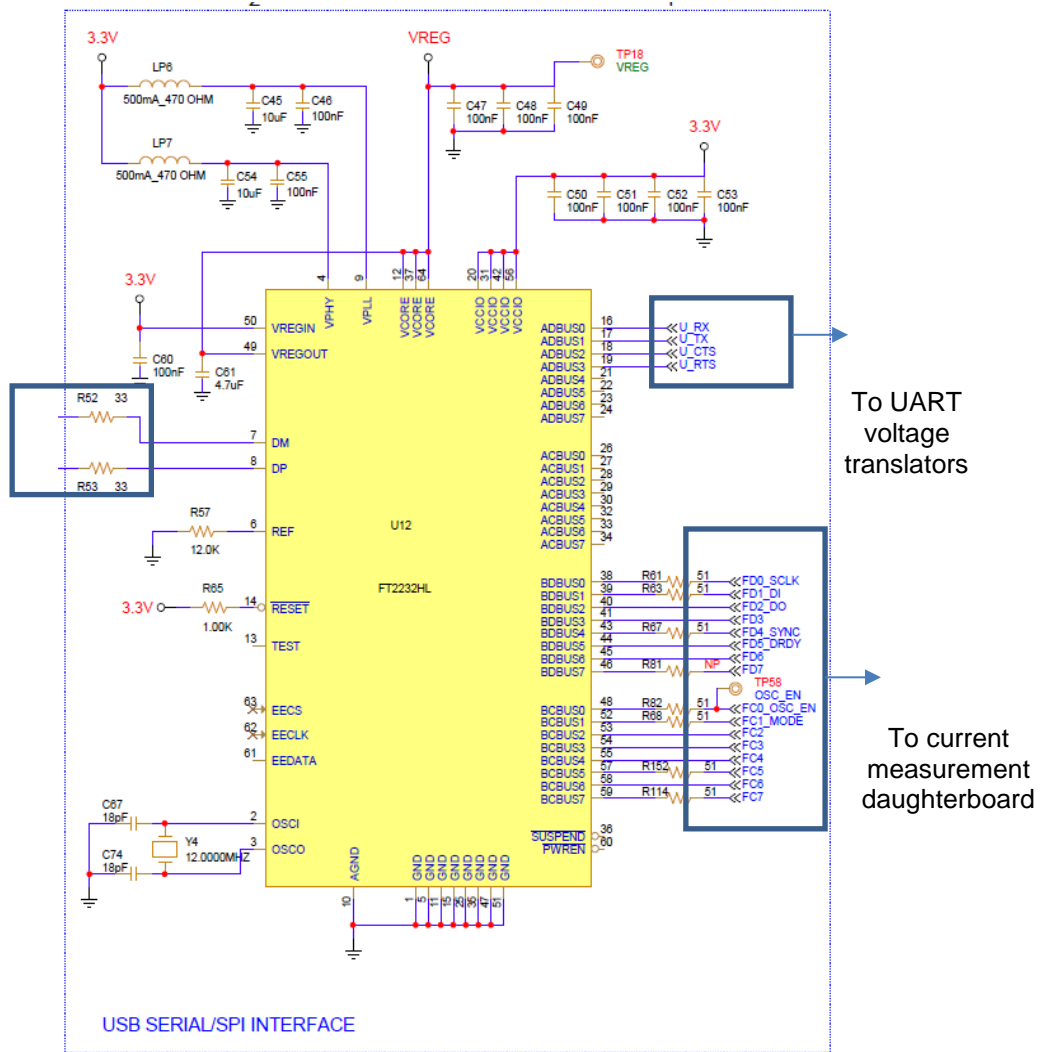 3.3V
VREG
TP18
VREG
LP6
500mA_470 OHM
C45
10uF
C46
100nF
C47
100nF
C48
100nF
C49
100nF
LP7
500mA_470 OHM
C54
10uF
C55
100nF
3.3V
C50
100nF
C51
100nF
C52
100nF
C53
100nF
3.3V
4
9
12
37
64
20
31
42
56
VPHY
VPLL
VCORE
VCORE
VCORE
VCCIO
VCCIO
VCCIO
VCCIO
50
VREGIN
49
VREGOUT
C60
100nF
C61
4.7uF
R52 33
7
DM
8
DP
R53 33
R57
12.0K
6
REF
U12
FT2232HL
R65
3.3V
1.00K
14
RESET
13
TEST
63
EECS
62
EECLK
61
EEDATA
C67
18pF
2
OSCI
Y4
12.0000MHZ
3
OSCO
C74
18pF
ADBUS0 16 U_RX
ADBUS1 17 U_TX
ADBUS2 18 U_CTS
ADBUS3 19 U_RTS
ADBUS4 21
ADBUS5 22
ADBUS6 23
ADBUS7 24
To UART
voltage
translators
ACBUS0 26
ACBUS1 27
ACBUS2 28
ACBUS3 29
ACBUS4 30
ACBUS5 32
ACBUS6 33
ACBUS7 34
BDBUS0 38 R61 51 FD0_SCLK
BDBUS1 39 R63 51 FD1_DI
BDBUS2 40 FD2_DO
BDBUS3 41 FD3
BDBUS4 43 R67 51 FD4_SYNC
BDBUS5 44 FD5_DRDY
BDBUS6 45 FD6
BDBUS7 46 R81 NP FD7
TP58
OSC_EN
BCBUS0 48 R82 51 FC0_OSC_EN
BCBUS1 52 R68 51 FC1_MODE
BCBUS2 53 FC2
BCBUS3 54 FC3
BCBUS4 55 FC4
BCBUS5 57 R152 51 FC5
BCBUS6 58 FC6
BCBUS7 59 R114 51 FC7
To current
measurement
daughterboard
SUSPEND 36
PWREN 60
AGND
GND
GND
GND
GND
GND
GND
GND
GND
10
1
5
11
15
25
35
47
51
USB SERIAL/SPI INTERFACE